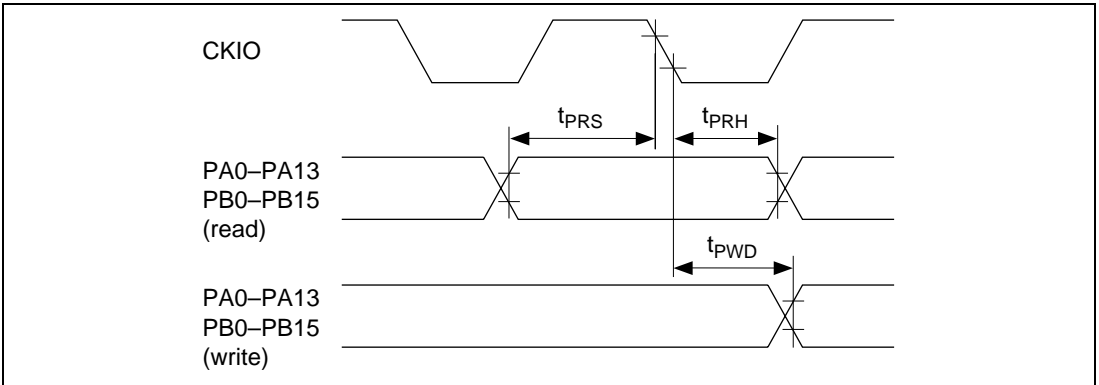 CKIO
tPRS
tPRH
PA0–PA13
PB0–PB15
(read)
tPWD
PA0–PA13
PB0–PB15
(write)